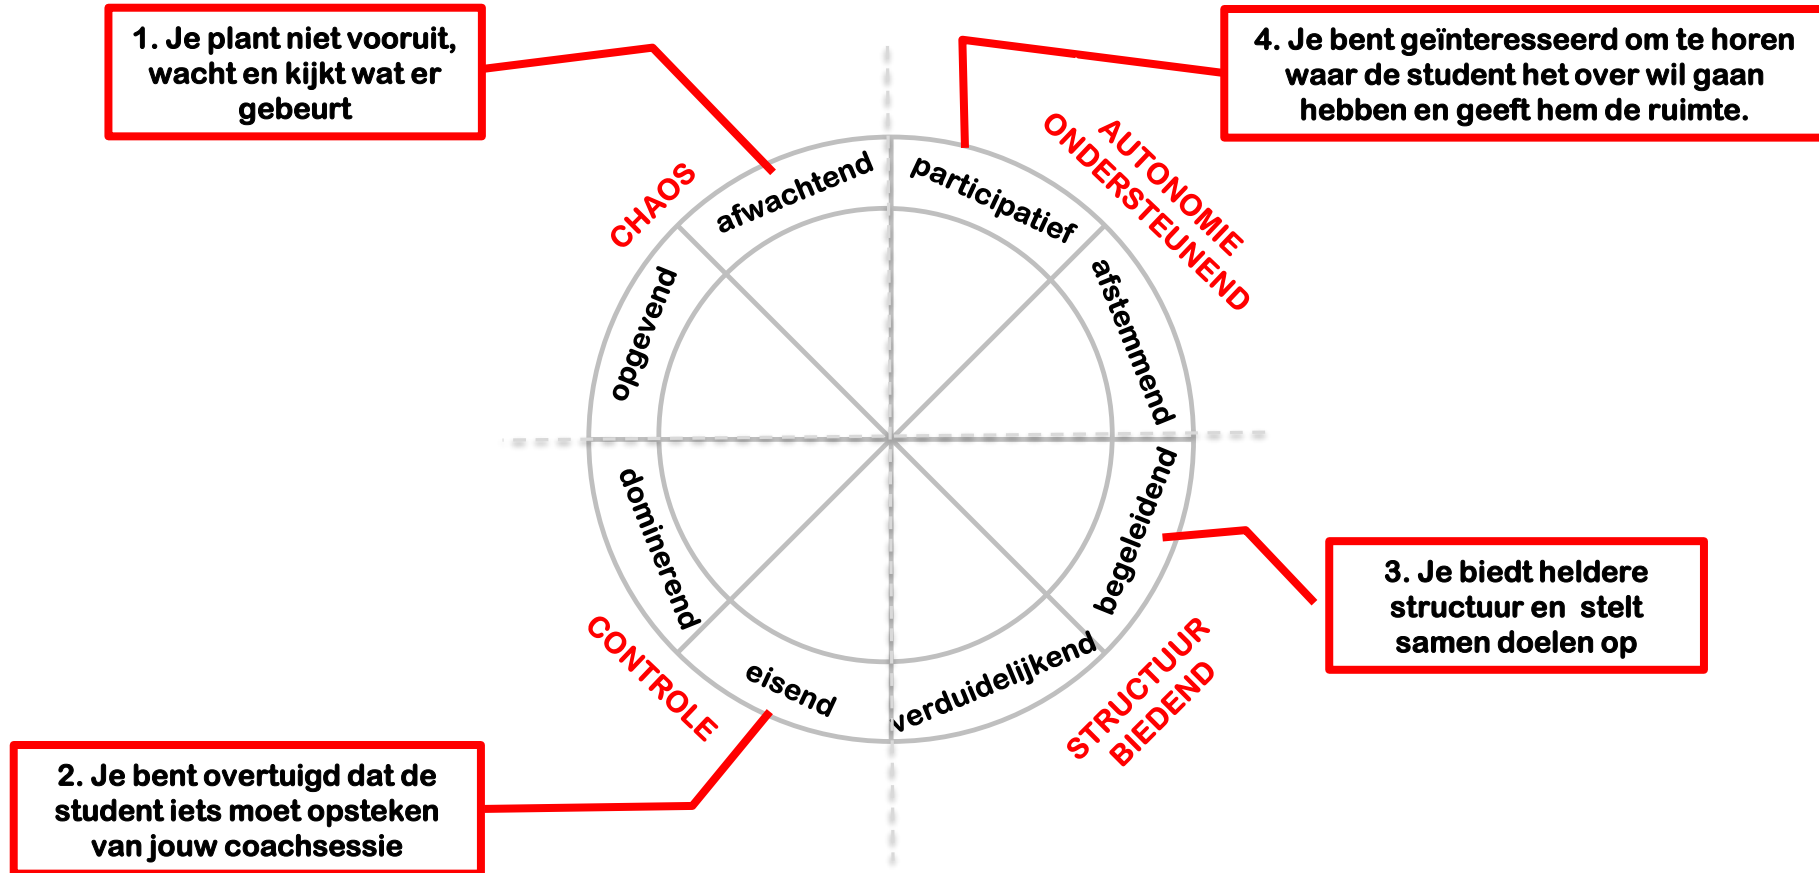 1. Je plant niet vooruit,
wacht en kijkt wat er
gebeurt
4. Je bent geïnteresseerd om te horen
waar de student het over wil gaan
hebben en geeft hem de ruimte.
CHAOS
AUTONOMIE
ONDERSTEUNEND
afwachtend
participatief
opgevend
afstemmend
dominerend
begeleidend
eisend
verduidelijkend
CONTROLE
STRUCTUUR
BIEDEND
3. Je biedt heldere
structuur en  stelt
samen doelen op
2. Je bent overtuigd dat de
student iets moet opsteken
van jouw coachsessie